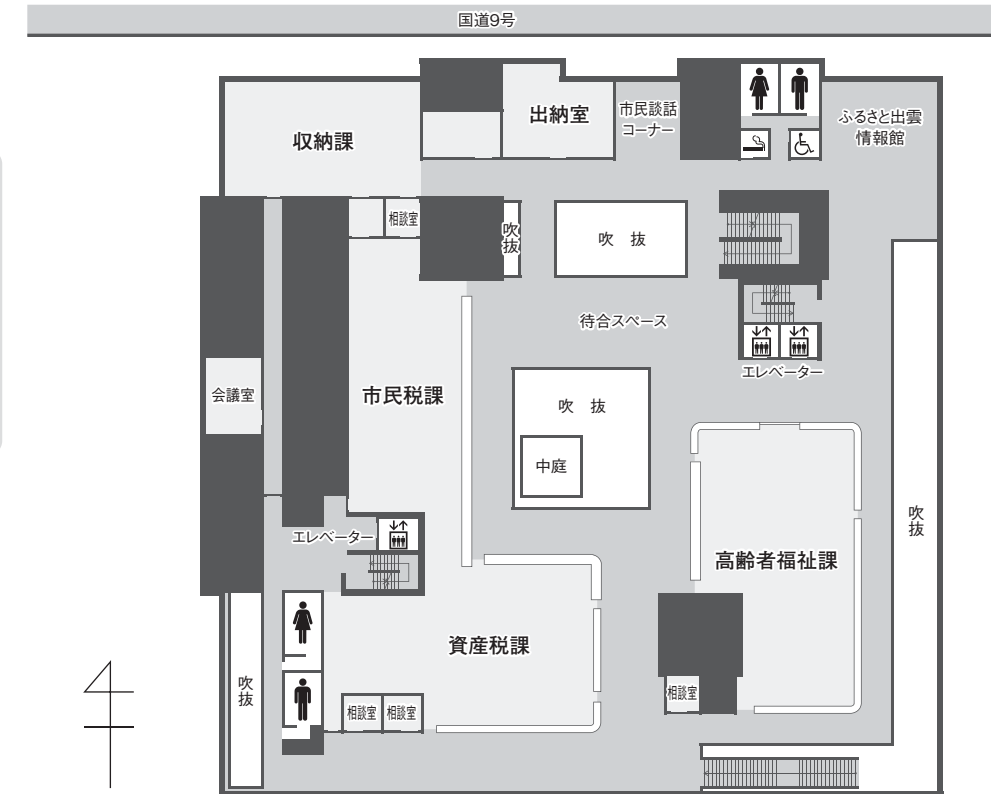 国道9号
収納課
出納室
市民談話
コーナー
ふるさと出雲
情報館
相談室
吹抜
吹 抜
待合スペース
エレベーター
会議室
市民税課
吹 抜
中庭
吹抜
エレベーター
高齢者福祉課
資産税課
吹抜
相談室
相談室
相談室